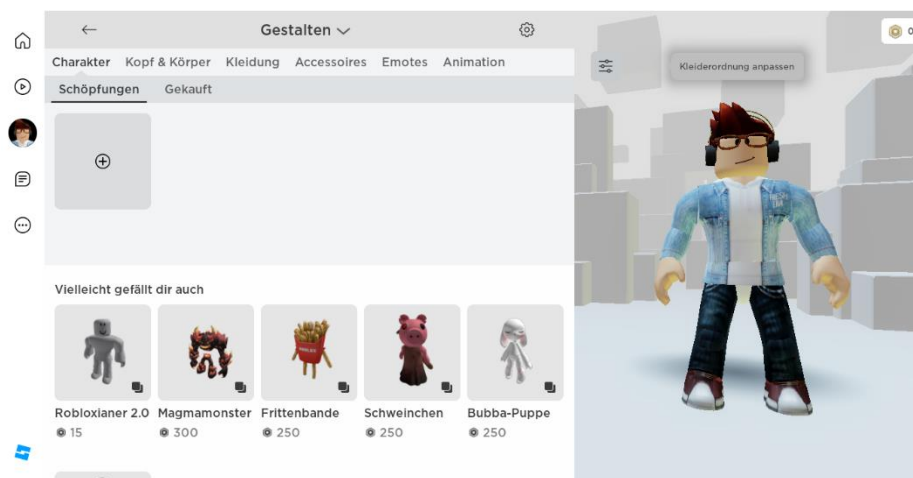 Gestalten
Charakter Kopf & Körper Kleidung Accessoires Emotes Animation
Schöpfungen Gekauft
Kleiderordnung anpassen
0
Vielleicht gefällt dir auch
Robloxianer 2.0 Magmamonster Frittenbande Schweinchen Bubba-Puppe
15 300 250 250 250